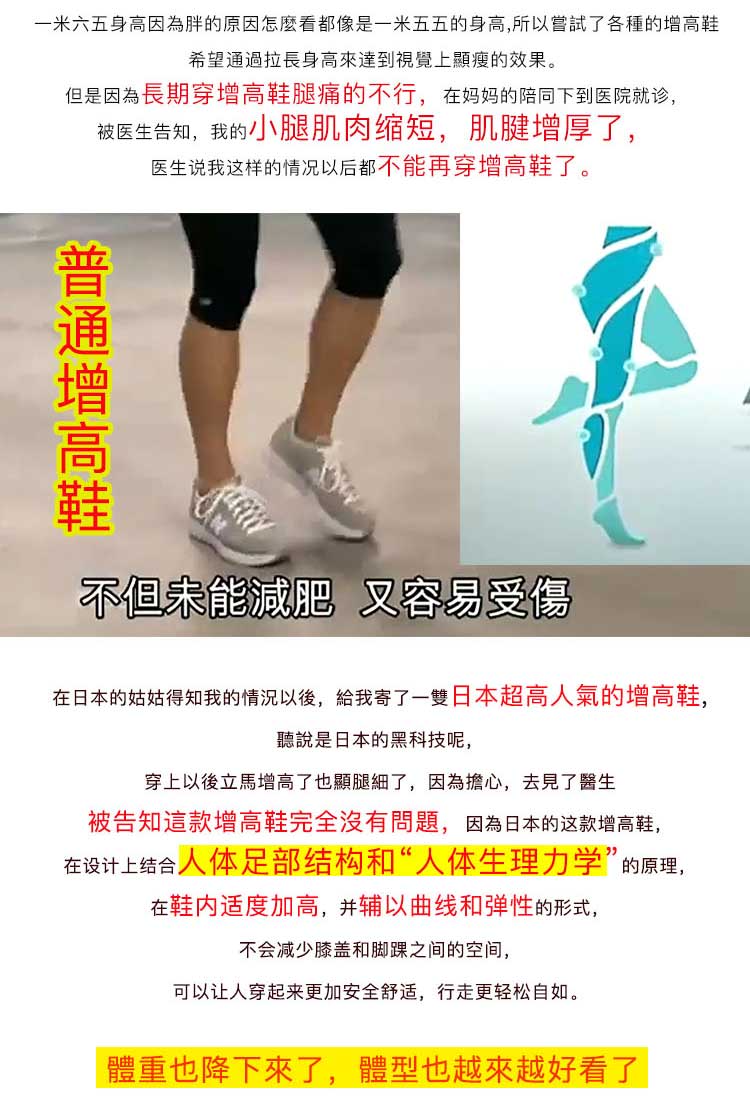 一米六五身高因為胖的原因怎麼看都像是一米五五的身高,所以嘗試了各種的增高鞋
希望通過拉長身高來達到視覺上顯瘦的效果。
但是因為長期穿增高鞋腿痛的不行，在妈妈的陪同下到医院就诊，
被医生告知，我的小腿肌肉缩短，肌腱增厚了，
医生说我这样的情况以后都不能再穿增高鞋了。
普通增高鞋
不但未能減肥 又容易受傷
在日本的姑姑得知我的情況以後，給我寄了一雙日本超高人氣的增高鞋，
聽說是日本的黑科技呢，
穿上以後立馬增高了也顯腿細了，因為擔心，去見了醫生
被告知這款增高鞋完全沒有問題，因為日本的这款增高鞋，
在设计上结合人体足部结构和“人体生理力学”的原理，
在鞋内适度加高，并辅以曲线和弹性的形式，
不会减少膝盖和脚踝之间的空间，
可以让人穿起来更加安全舒适，行走更轻松自如。
體重也降下來了，體型也越來越好看了